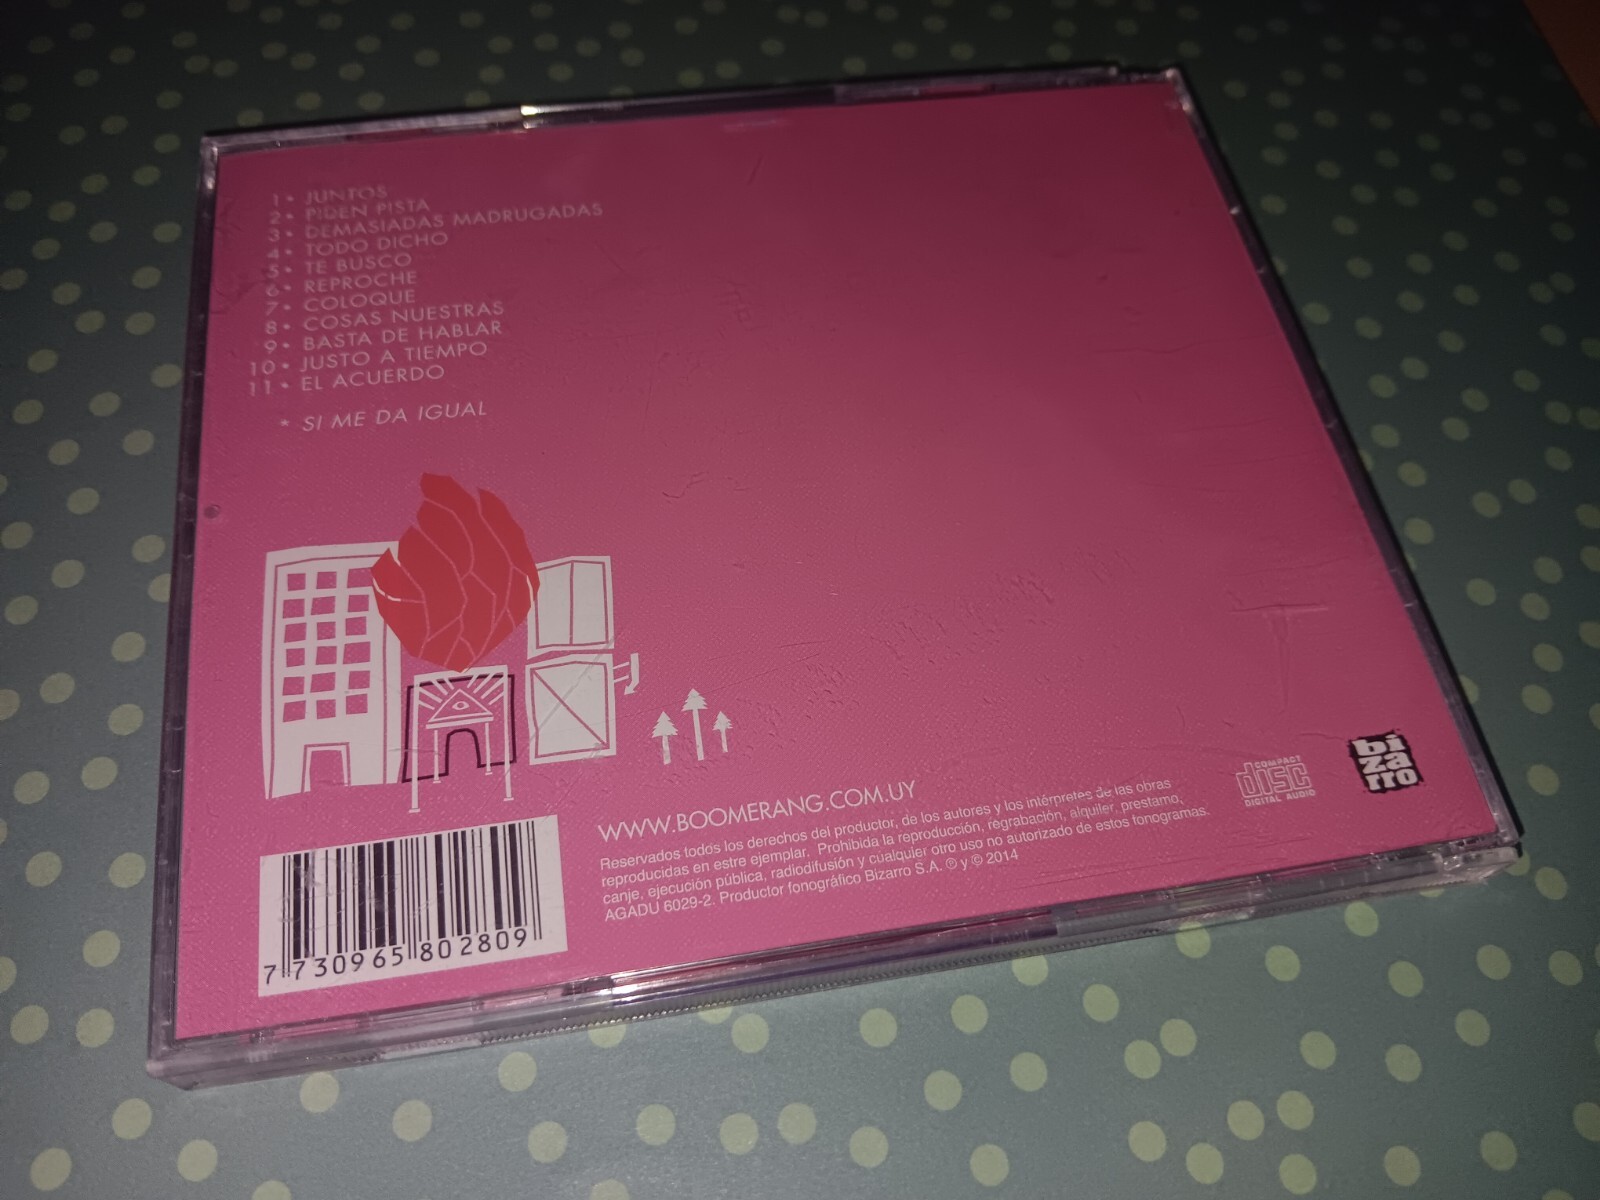 1• JUNTOS
2• PIDEN PISTA
3• DEMASIADAS MADRUGADAS
4• TODO DICHO
5• TE BUSCO
6• REPROCHE
7• COLOQUE
8• COSAS NUESTRAS
9• BASTA DE HABLAR
10• JUSTO A TIEMPO
11• EL ACUERDO
* SI ME DA IGUAL
WWW.BOOMERANG.COM.UY
Reservados todos los derechos del productor, de los autores y los intérpretes de las obras
reproducidas en estre ejemplar. Prohibida la reproducción, regrabación, alquiler, prestamo,
canje, ejecución pública, radiodifusión y cualquier otro uso no autorizado de estos fonogramas.
AGADU 6029-2. Productor fonográfico Bizarro S.A. ℗ y © 2014
COMPACT
disc
DIGITAL AUDIO
bi
za
rro
7 730965 802809